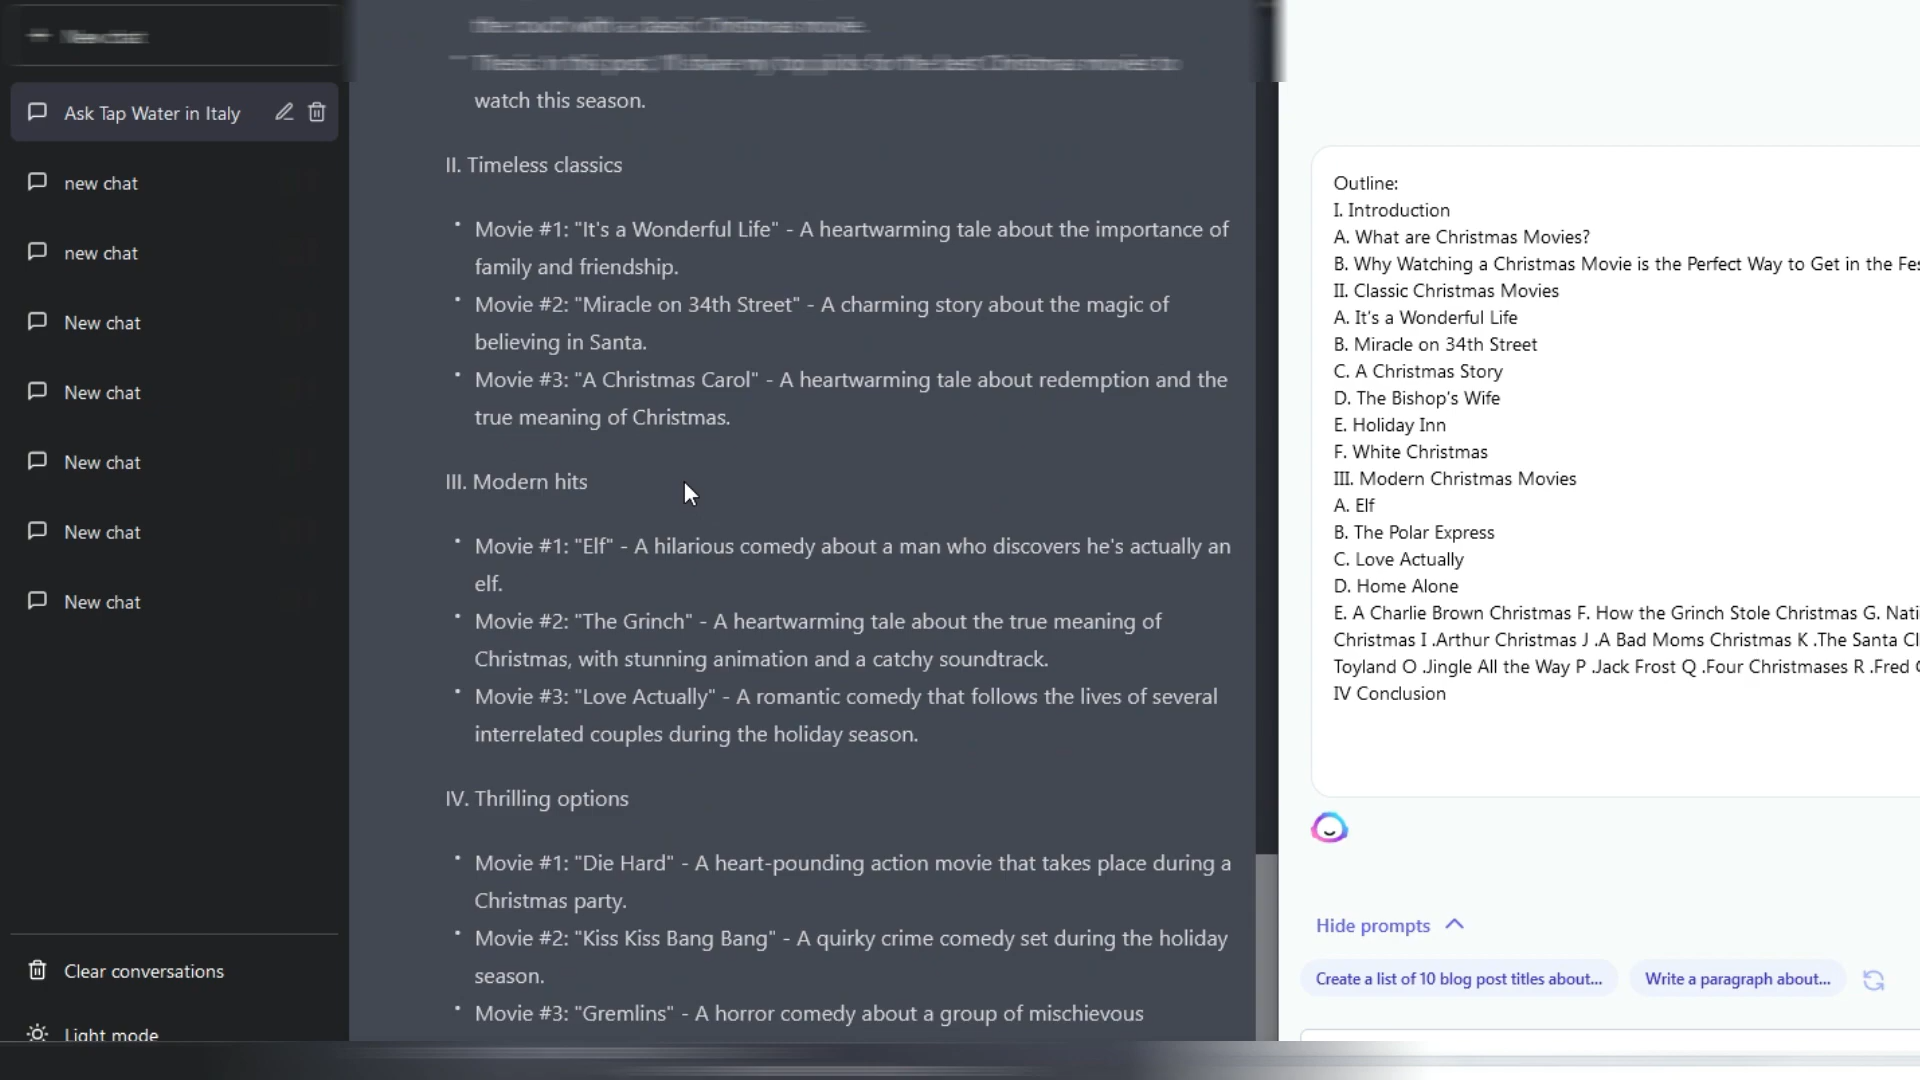 Ask Tap Water in Italy
new chat
new chat
New chat
New chat
New chat
New chat
New chat
Clear conversations
Light mode
watch this season.
II. Timeless classics
• Movie #1: "It's a Wonderful Life" - A heartwarming tale about the importance of
family and friendship.
• Movie #2: "Miracle on 34th Street" - A charming story about the magic of
believing in Santa.
• Movie #3: "A Christmas Carol" - A heartwarming tale about redemption and the
true meaning of Christmas.
III. Modern hits
• Movie #1: "Elf" - A hilarious comedy about a man who discovers he's actually an
elf.
• Movie #2: "The Grinch" - A heartwarming tale about the true meaning of
Christmas, with stunning animation and a catchy soundtrack.
• Movie #3: "Love Actually" - A romantic comedy that follows the lives of several
interrelated couples during the holiday season.
IV. Thrilling options
• Movie #1: "Die Hard" - A heart-pounding action movie that takes place during a
Christmas party.
• Movie #2: "Kiss Kiss Bang Bang" - A quirky crime comedy set during the holiday
season.
• Movie #3: "Gremlins" - A horror comedy about a group of mischievous
Outline:
I. Introduction
A. What are Christmas Movies?
B. Why Watching a Christmas Movie is the Perfect Way to Get in the Fes
II. Classic Christmas Movies
A. It's a Wonderful Life
B. Miracle on 34th Street
C. A Christmas Story
D. The Bishop's Wife
E. Holiday Inn
F. White Christmas
III. Modern Christmas Movies
A. Elf
B. The Polar Express
C. Love Actually
D. Home Alone
E. A Charlie Brown Christmas F. How the Grinch Stole Christmas G. Nati
Christmas I .Arthur Christmas J .A Bad Moms Christmas K .The Santa Cl
Toyland O .Jingle All the Way P .Jack Frost Q .Four Christmases R .Fred
IV Conclusion
Hide prompts
Create a list of 10 blog post titles about...
Write a paragraph about...